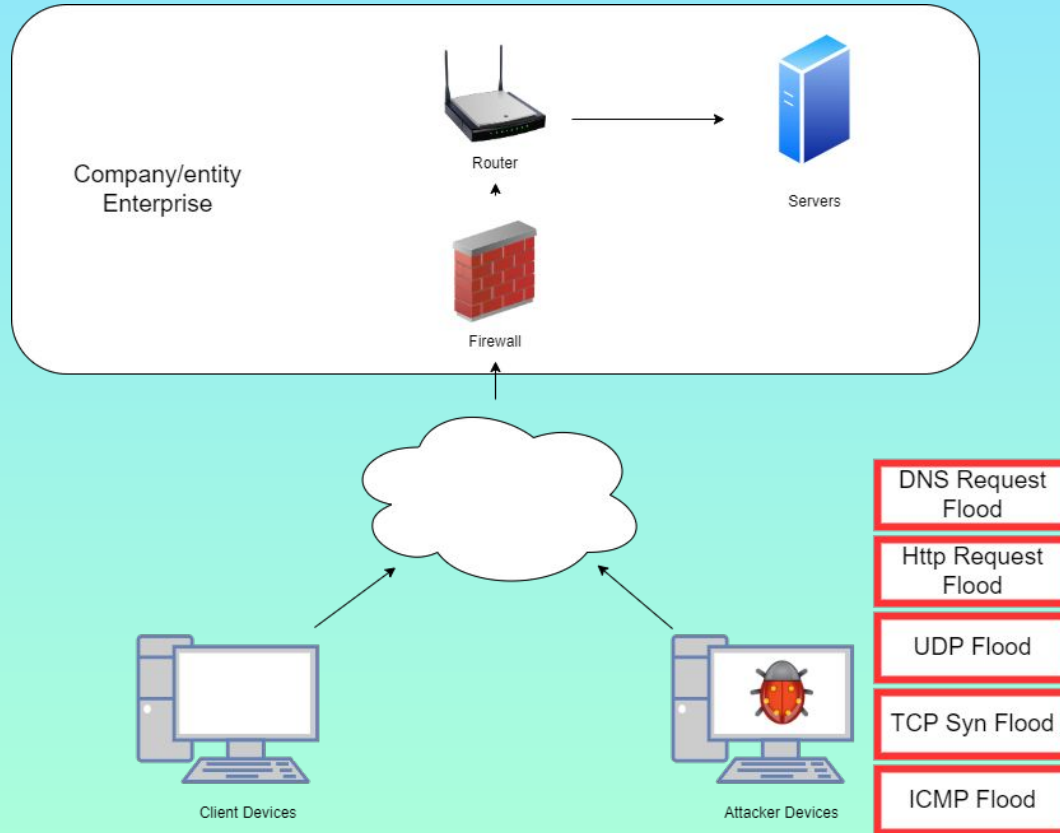 Router
Company/entity
Enterprise
Servers
Firewall
DNS Request
Flood
Http Request
Flood
UDP Flood
TCP Syn Flood
ICMP Flood
Client Devices
Attacker Devices